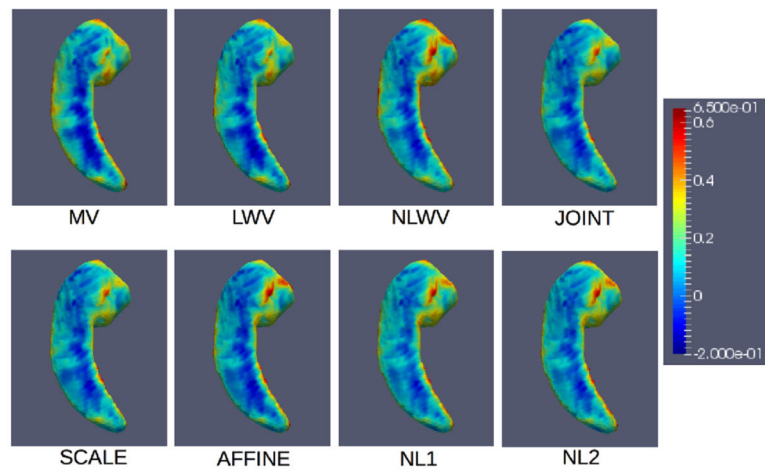 MV LWV NLWV JOINT
6.500e-01
0.6
0.4
0.2
0
-2.000e-01
SCALE AFFINE NL1 NL2